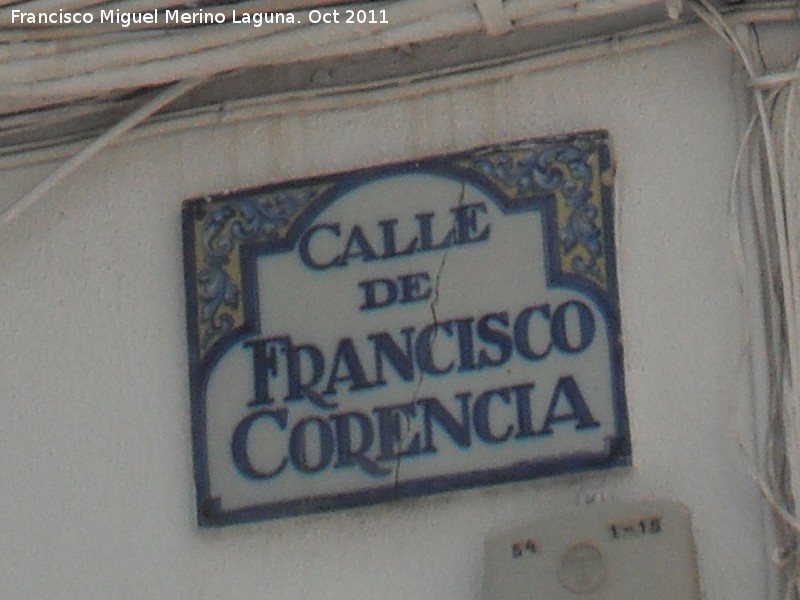 Francisco Miguel Merino Laguna. Oct 2011
CALLE
DE
FRANCISCO
CORENCIA
54 1-15
T